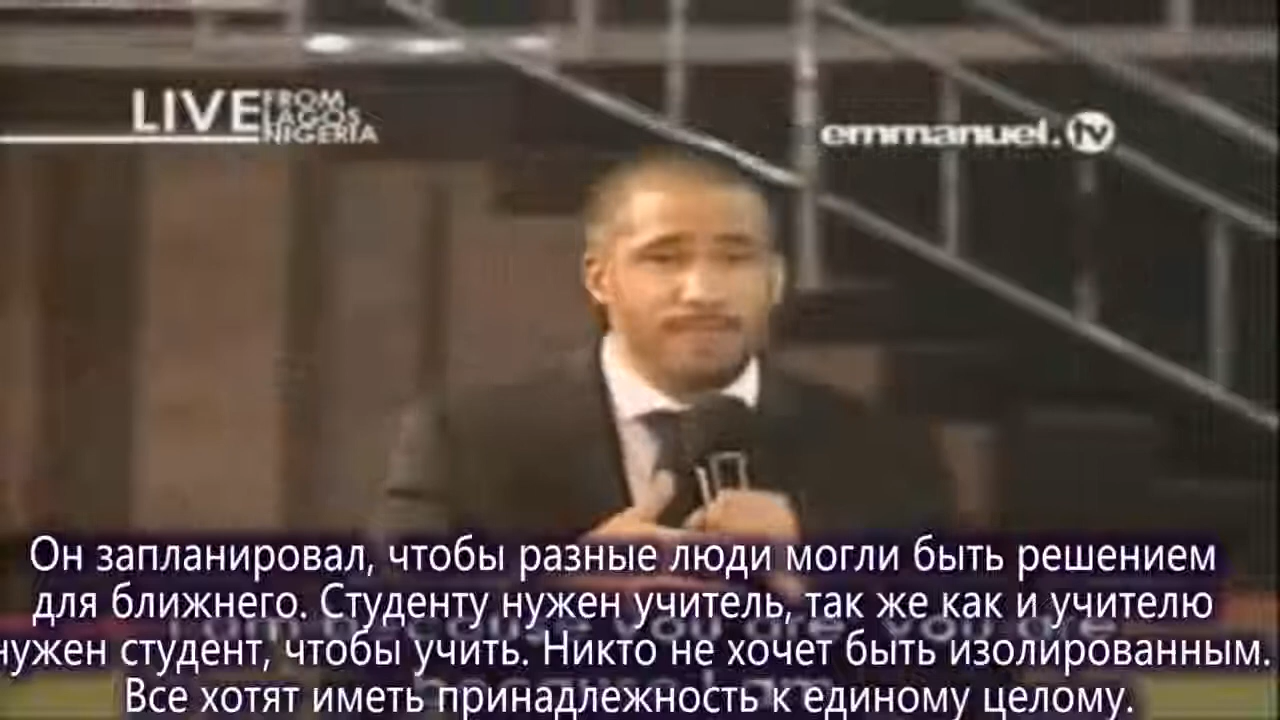 LIVE FROM
LAGOS
NIGERIA
emmanuel.tv
Он запланировал, чтобы разные люди могли быть решением
для ближнего. Студенту нужен учитель, так же как и учителю
нужен студент, чтобы учить. Никто не хочет быть изолированным.
Все хотят иметь принадлежность к единому целому.